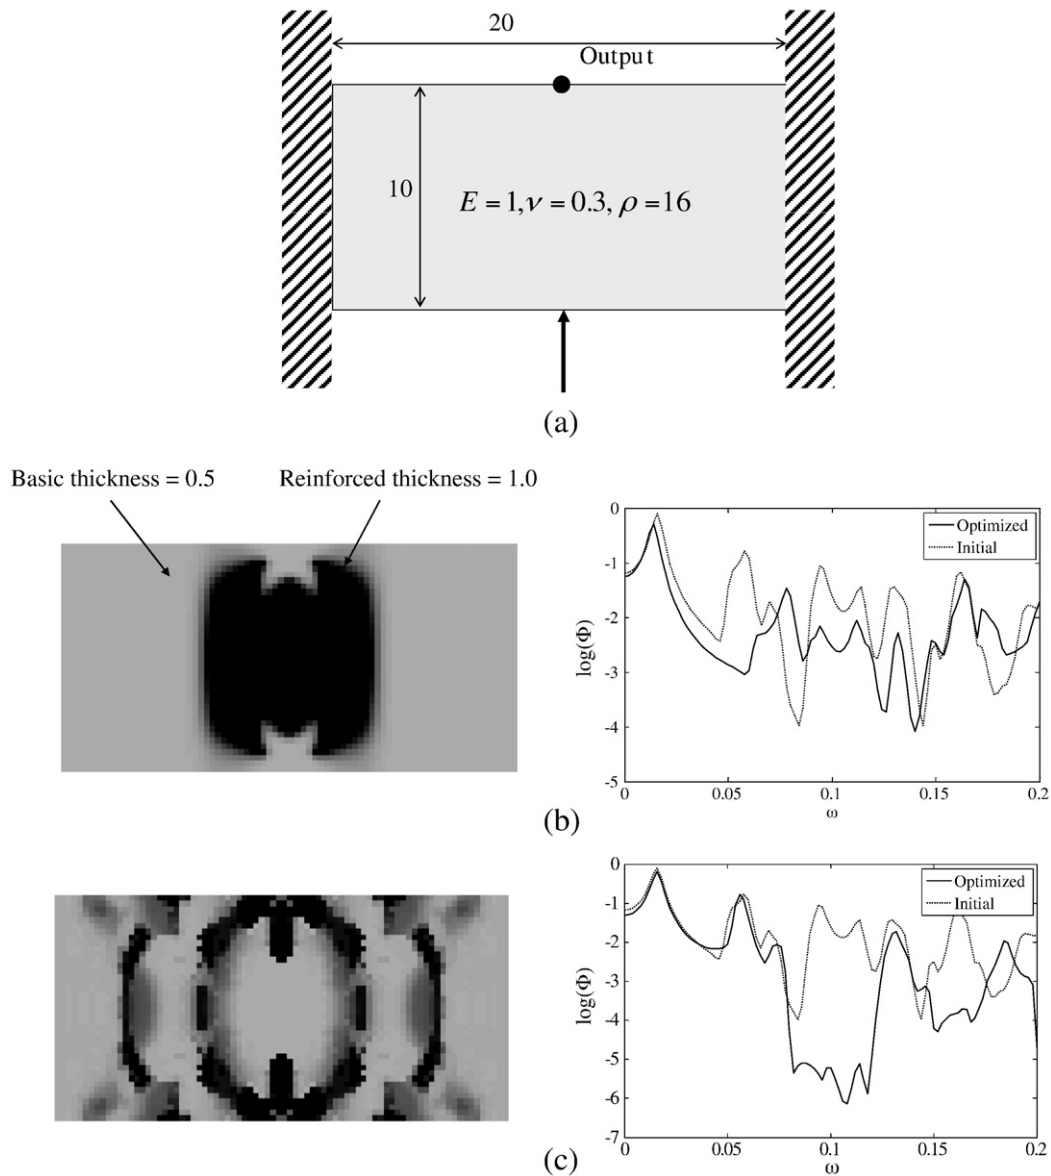 20
Output
10
E = 1, ν = 0.3, ρ = 16
(a)
Basic thickness = 0.5
Reinforced thickness = 1.0
0
-1
-2
-3
-4
-5
log(Φ)
Optimized
Initial
0
0.05
0.1
0.15
0.2
ω
(b)
0
-1
-2
-3
-4
-5
-6
-7
log(Φ)
Optimized
Initial
0
0.05
0.1
0.15
0.2
ω
(c)